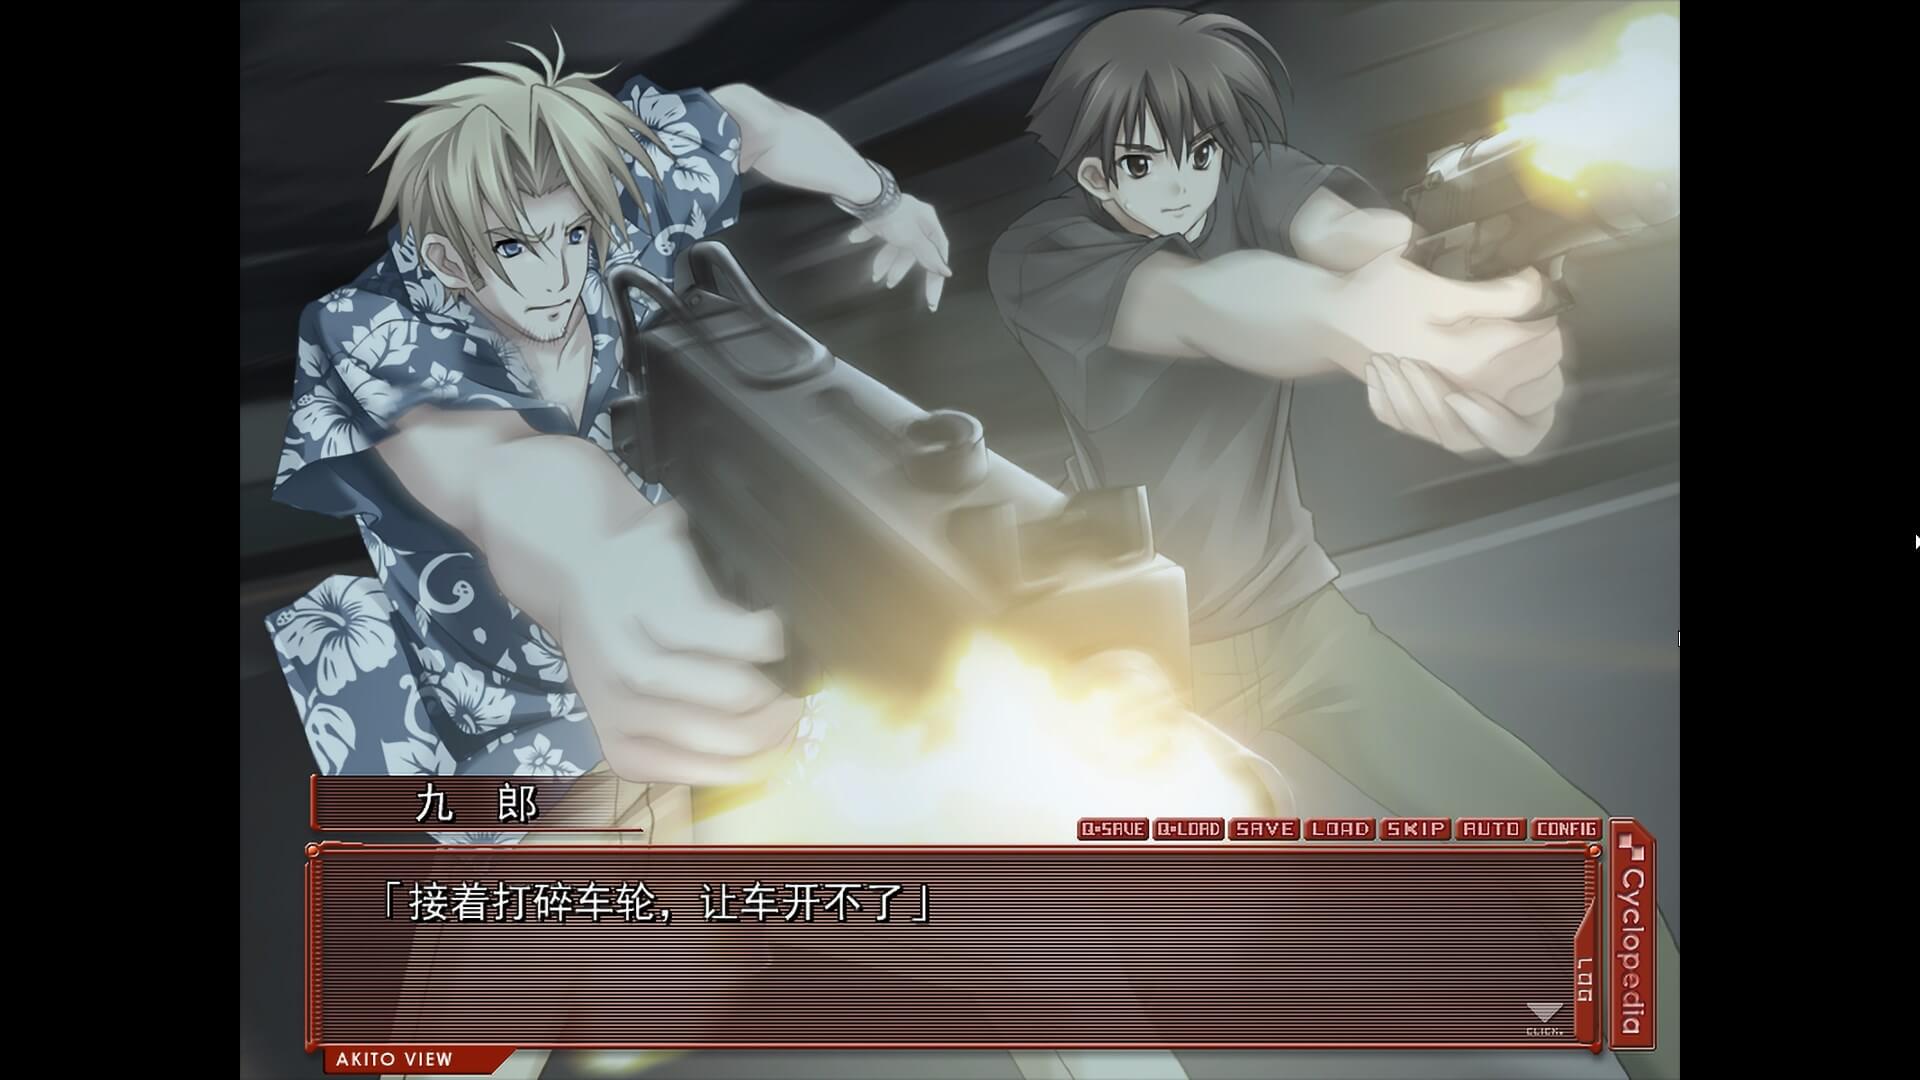 九　郎
Q-SAVE Q-LOAD SAVE LOAD SKIP AUTO CONFIG
「接着打碎车轮，让车开不了」
Cyclopedia
LOG
CLICK.
AKITO VIEW